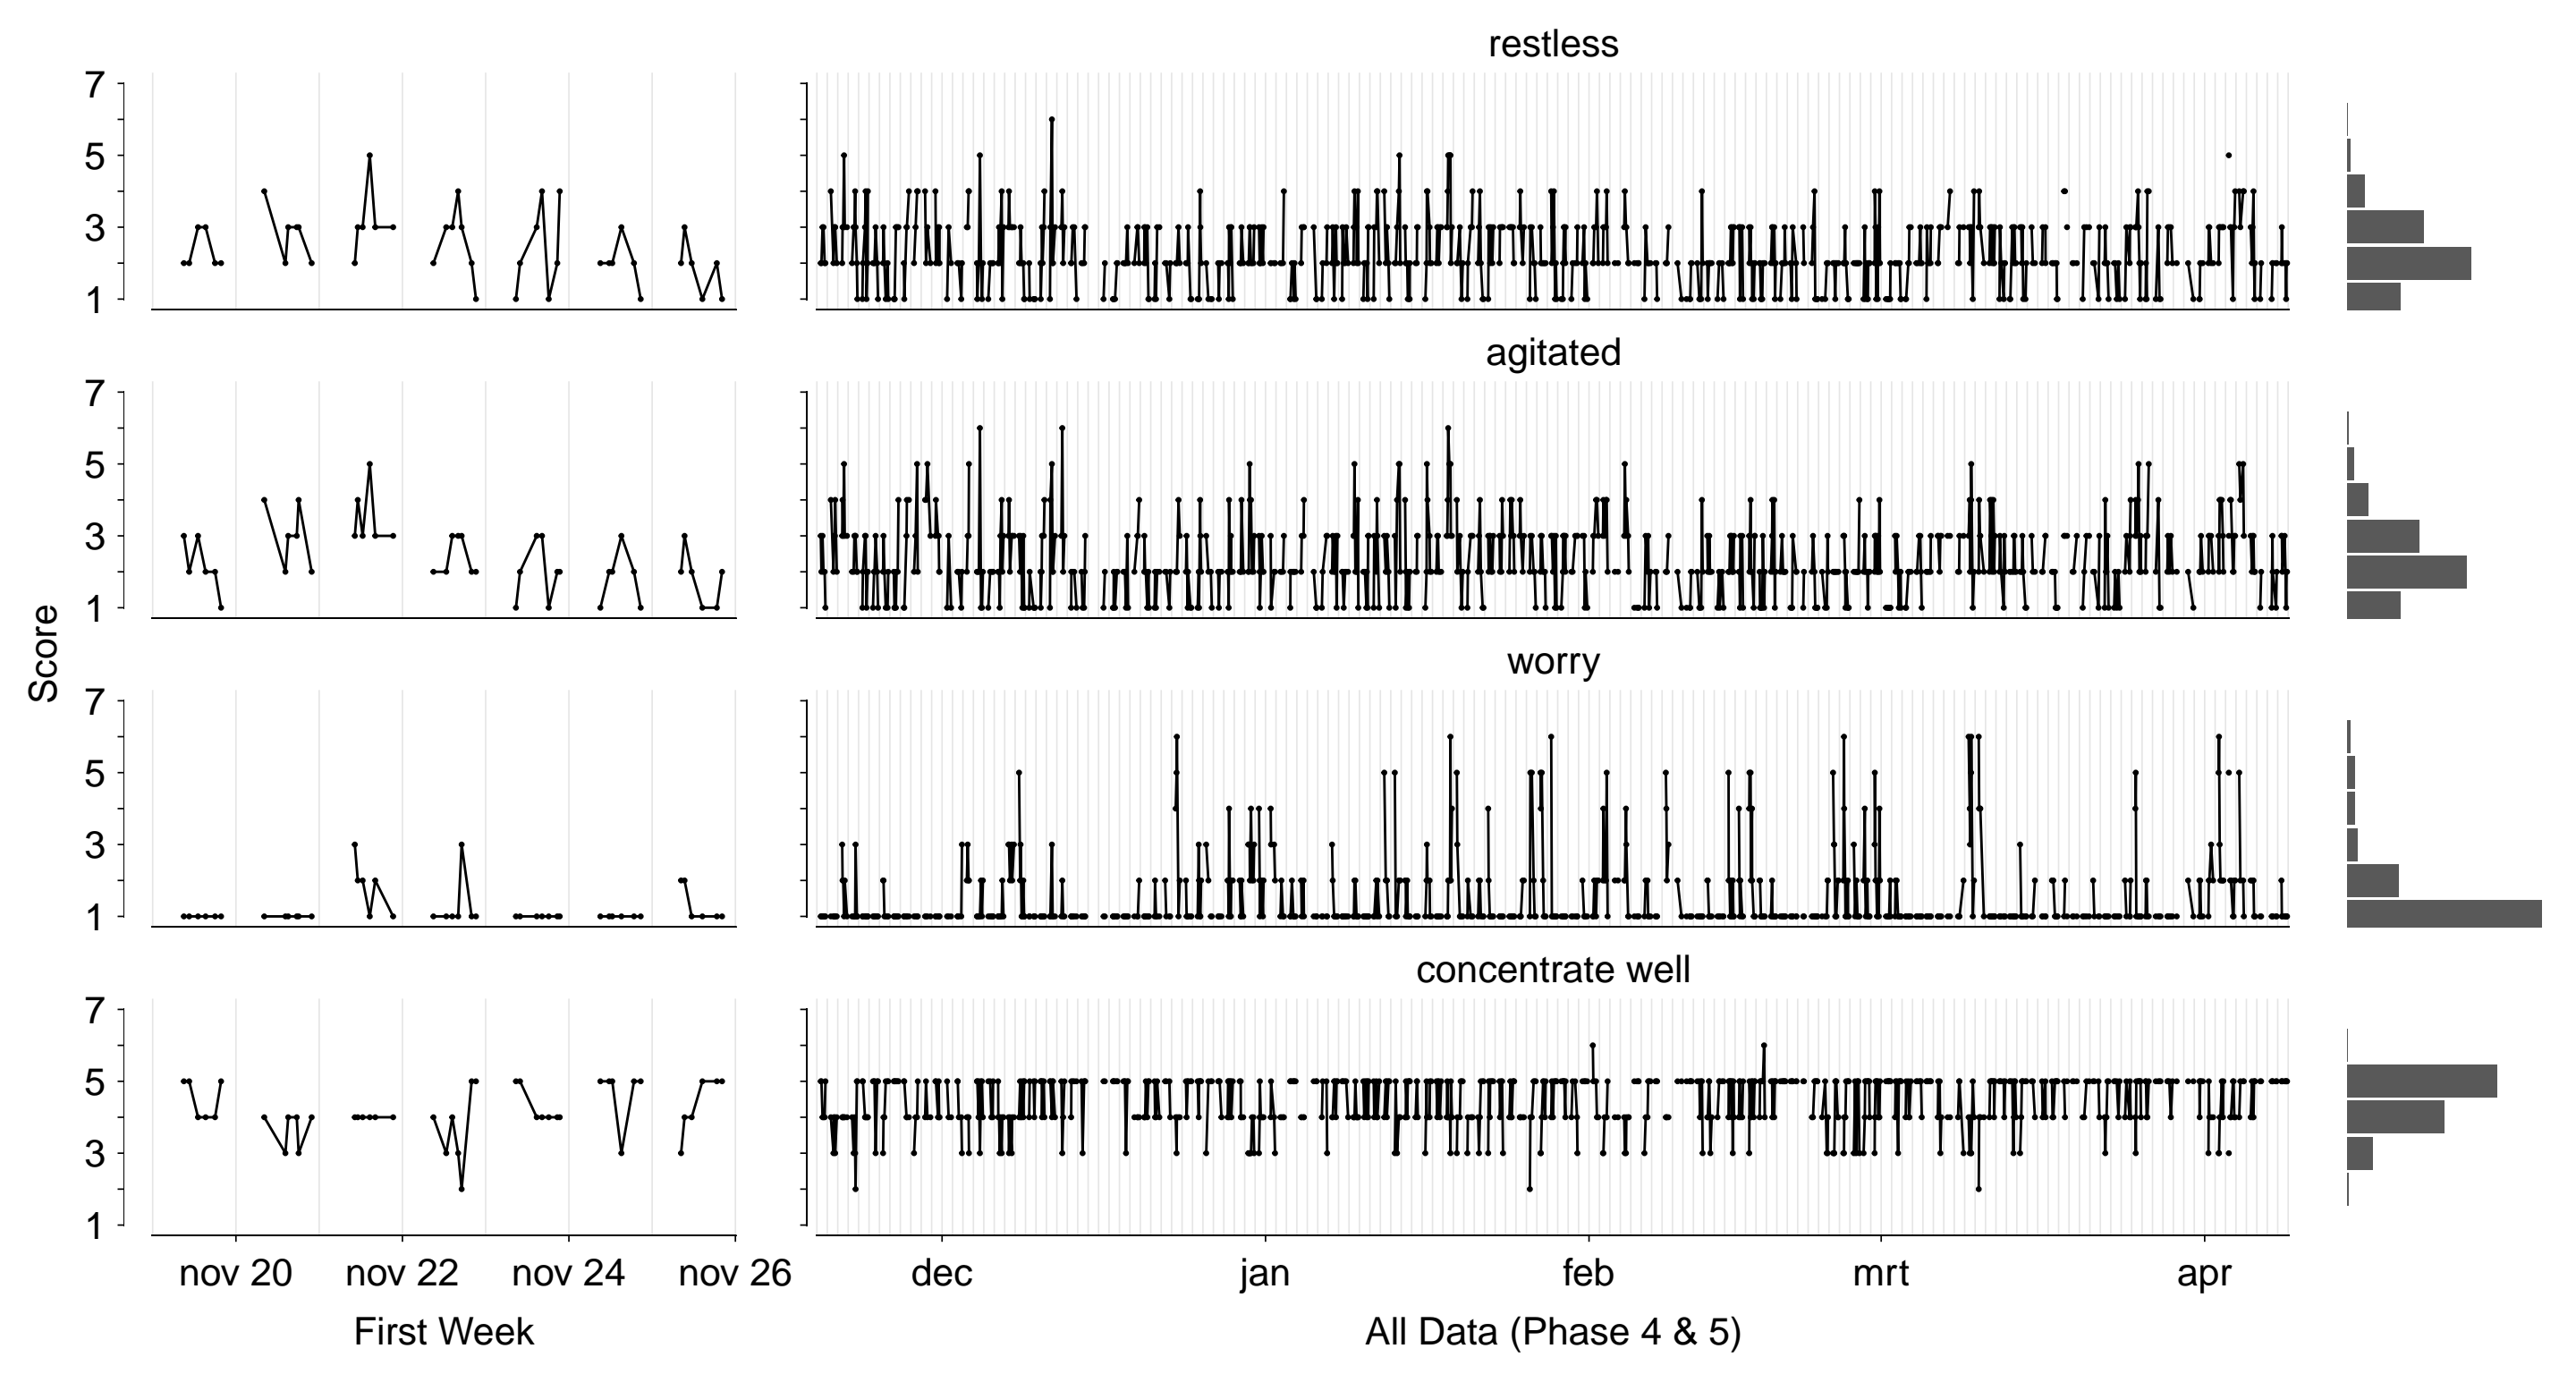 restless
7
5
3
1
agitated
7
5
3
1
Score
worry
7
5
3
1
concentrate well
7
5
3
1
nov 20 nov 22 nov 24 nov 26 dec jan feb mrt apr
First Week All Data (Phase 4 & 5)